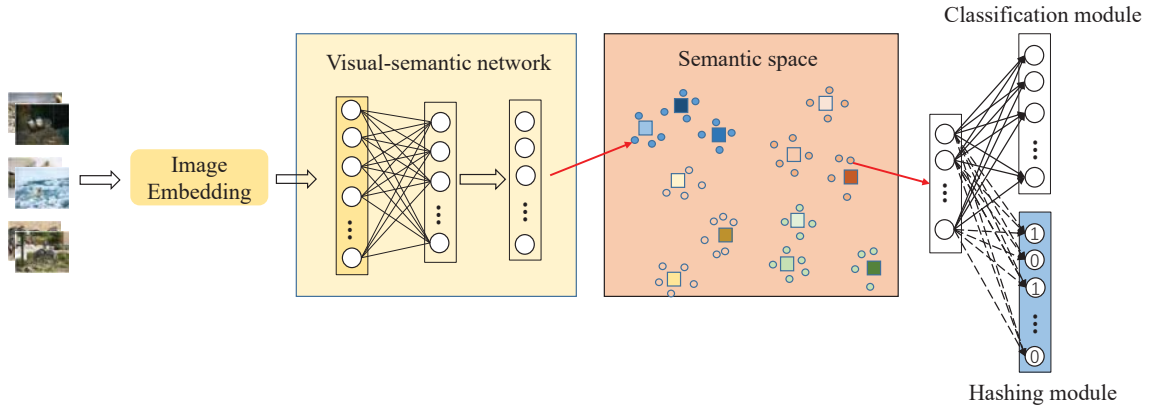 Classification module
Visual-semantic network
Semantic space
Image
Embedding
1
0
1
0
Hashing module